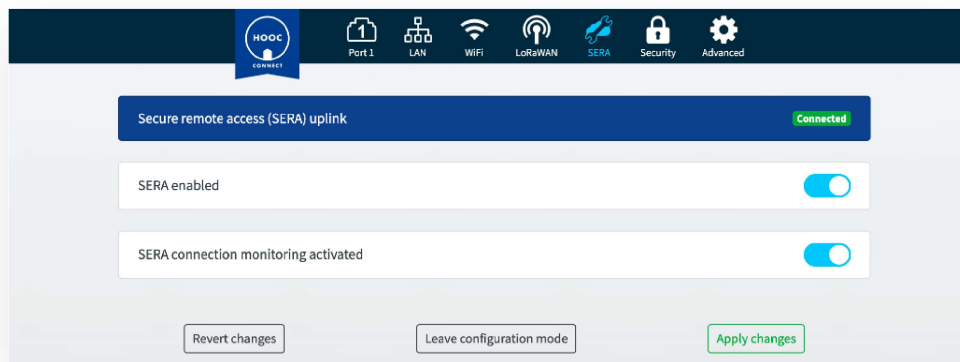 HOOC
CONNECT
1
Port 1
LAN
WiFi
LoRaWAN
SERA
Security
Advanced
Secure remote access (SERA) uplink
Connected
SERA enabled
SERA connection monitoring activated
Revert changes
Leave configuration mode
Apply changes